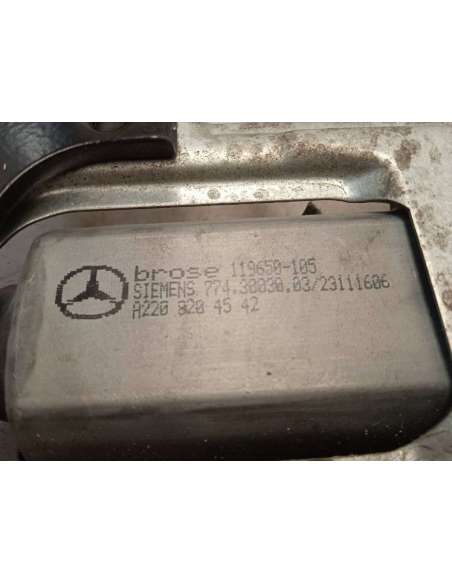 brose 119650-105
SIEMENS 774.30030.03/23111606
A220 820 45 42